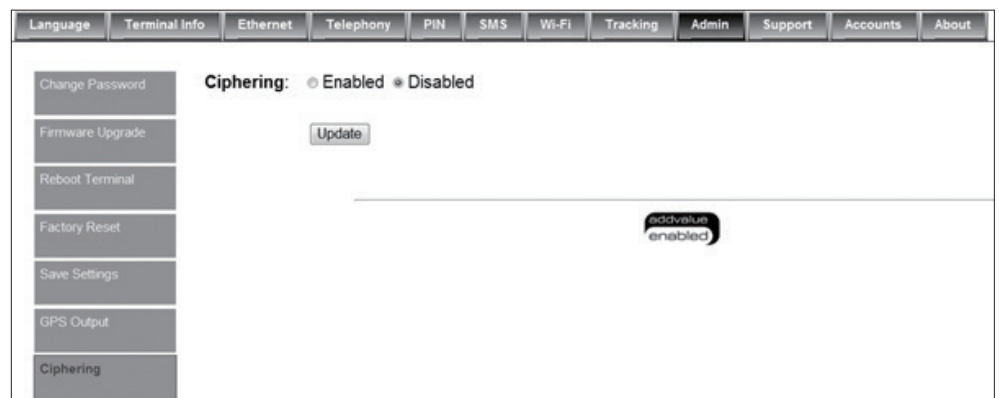 Language Terminal Info Ethernet Telephony PIN SMS Wi-Fi Tracking Admin Support Accounts About
Change Password
Ciphering: Enabled Disabled
Firmware Upgrade
Update
Reboot Terminal
Factory Reset
addvalue
enabled
Save Settings
GPS Output
Ciphering